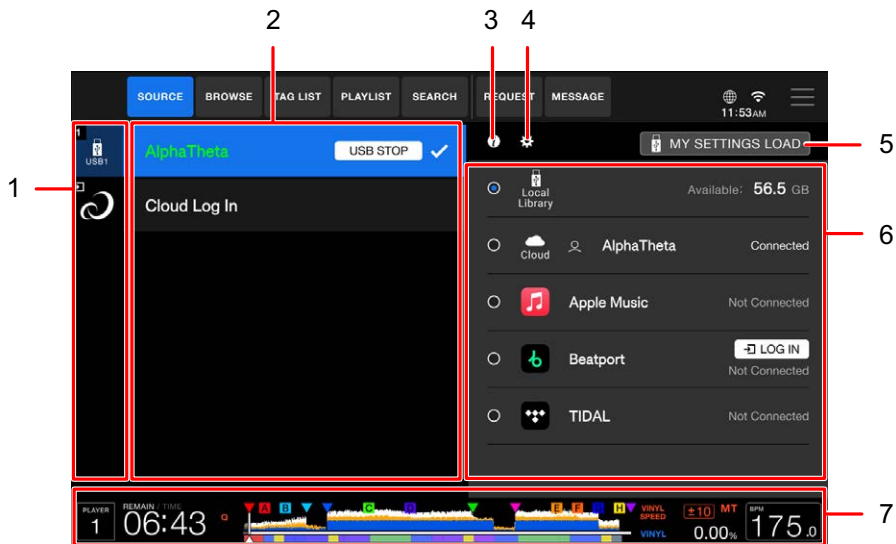 2
3
4
SOURCE
BROWSE
TAG LIST
PLAYLIST
SEARCH
REQUEST
MESSAGE
11:53AM
1
USB1
AlphaTheta
USB STOP
i
MY SETTINGS LOAD
5
1
Cloud Log In
Local
Library
Available: 56.5 GB
6
Cloud
AlphaTheta
Connected
Apple Music
Not Connected
Beatport
LOG IN
Not Connected
TIDAL
Not Connected
PLAYER
1
REMAIN / TIME
06:43
Q
A
B
C
D
E
F
G
H
VINYL
SPEED
VINYL
±10
MT
0.00%
BPM
175.0
7